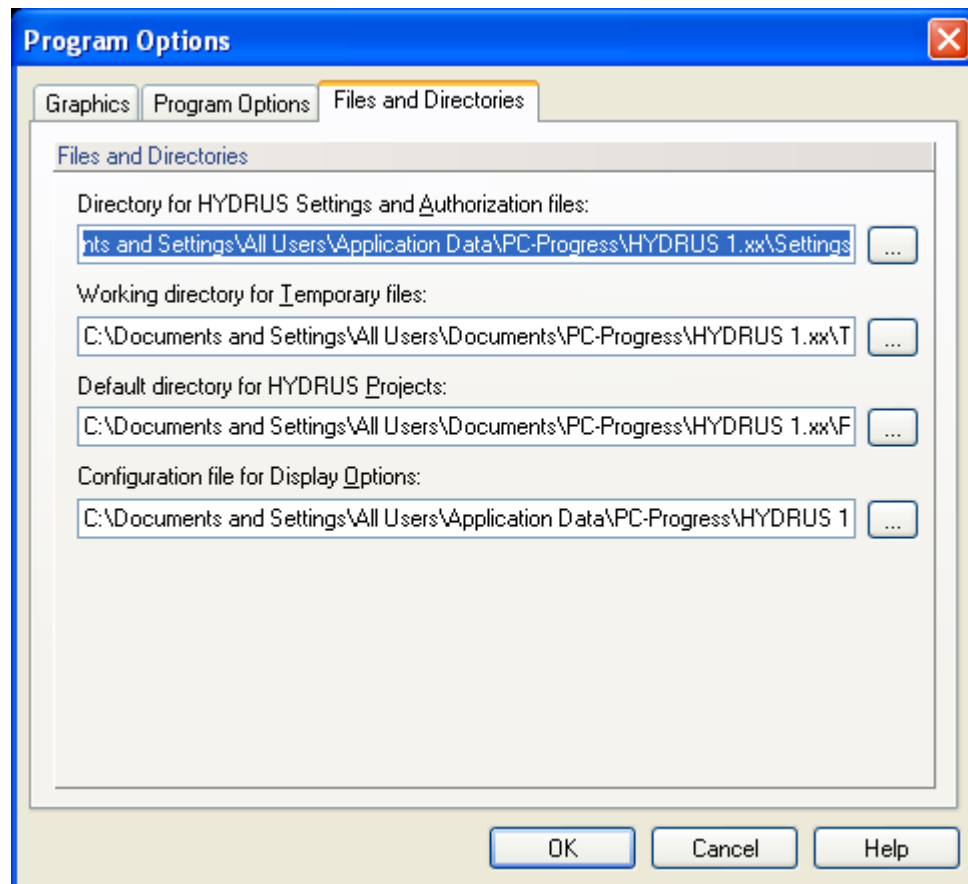 Program Options
Graphics Program Options Files and Directories
Files and Directories
Directory for HYDRUS Settings and Authorization files:
nts and Settings\All Users\Application Data\PC-Progress\HYDRUS 1.xx\Settings ...
Working directory for Temporary files:
C:\Documents and Settings\All Users\Documents\PC-Progress\HYDRUS 1.xx\T ...
Default directory for HYDRUS Projects:
C:\Documents and Settings\All Users\Documents\PC-Progress\HYDRUS 1.xx\F ...
Configuration file for Display Options:
C:\Documents and Settings\All Users\Application Data\PC-Progress\HYDRUS 1 ...
OK Cancel Help